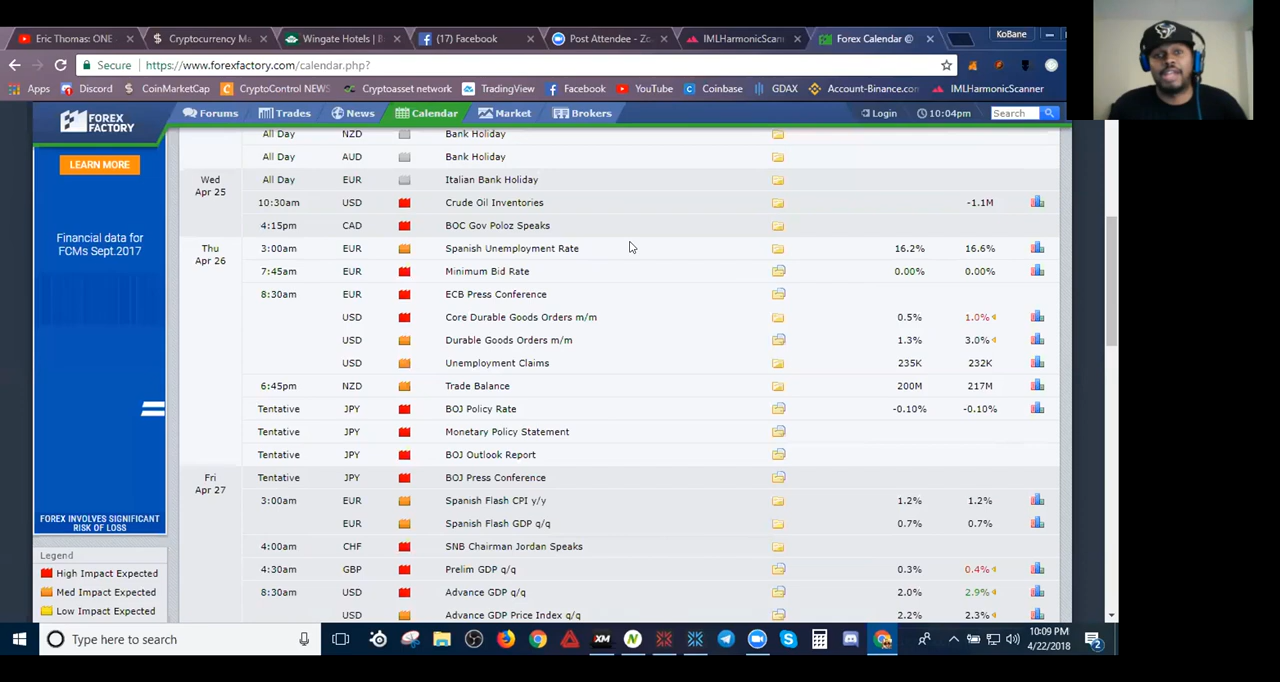 Eric Thomas: ONE
Cryptocurrency Ma
Wingate Hotels | B
(17) Facebook
Post Attendee - Zo
IMLHarmonicScan
Forex Calendar @
KoBane
Secure
https://www.forexfactory.com/calendar.php?
Apps
Discord
CoinMarketCap
CryptoControl NEWS
Cryptoasset network
TradingView
Facebook
YouTube
Coinbase
GDAX
Account-Binance.co
IMLHarmonicScanner
FOREX FACTORY
Forums
Trades
News
Calendar
Market
Brokers
Login
10:04pm
Search
LEARN MORE
Financial data for
FCMs Sept.2017
FOREX INVOLVES SIGNIFICANT
RISK OF LOSS
Legend
High Impact Expected
Med Impact Expected
Low Impact Expected
All Day NZD Bank Holiday
All Day AUD Bank Holiday
Wed Apr 25 All Day EUR Italian Bank Holiday
10:30am USD Crude Oil Inventories -1.1M
4:15pm CAD BOC Gov Poloz Speaks
Thu Apr 26 3:00am EUR Spanish Unemployment Rate 16.2% 16.6%
7:45am EUR Minimum Bid Rate 0.00% 0.00%
8:30am EUR ECB Press Conference
USD Core Durable Goods Orders m/m 0.5% 1.0%
USD Durable Goods Orders m/m 1.3% 3.0%
USD Unemployment Claims 235K 232K
6:45pm NZD Trade Balance 200M 217M
Tentative JPY BOJ Policy Rate -0.10% -0.10%
Tentative JPY Monetary Policy Statement
Tentative JPY BOJ Outlook Report
Fri Apr 27 Tentative JPY BOJ Press Conference
3:00am EUR Spanish Flash CPI y/y 1.2% 1.2%
EUR Spanish Flash GDP q/q 0.7% 0.7%
4:00am CHF SNB Chairman Jordan Speaks
4:30am GBP Prelim GDP q/q 0.3% 0.4%
8:30am USD Advance GDP q/q 2.0% 2.9%
USD Advance GDP Price Index q/q 2.2% 2.3%
Type here to search
XM
N
10:09 PM
4/22/2018
2